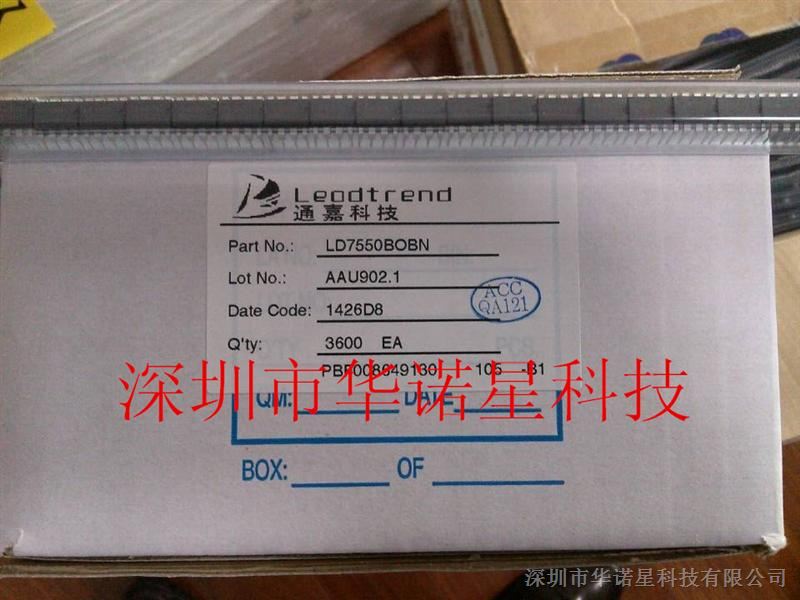 Leadtrend
通嘉科技
Part No.: LD7550BOBN
Lot No.: AAU902.1
Date Code: 1426D8
ACC
QA121
Q'ty: 3600 EA
105 -B1
深圳市华诺星科技
QM: DATE
BOX: OF
深圳市华诺星科技有限公司